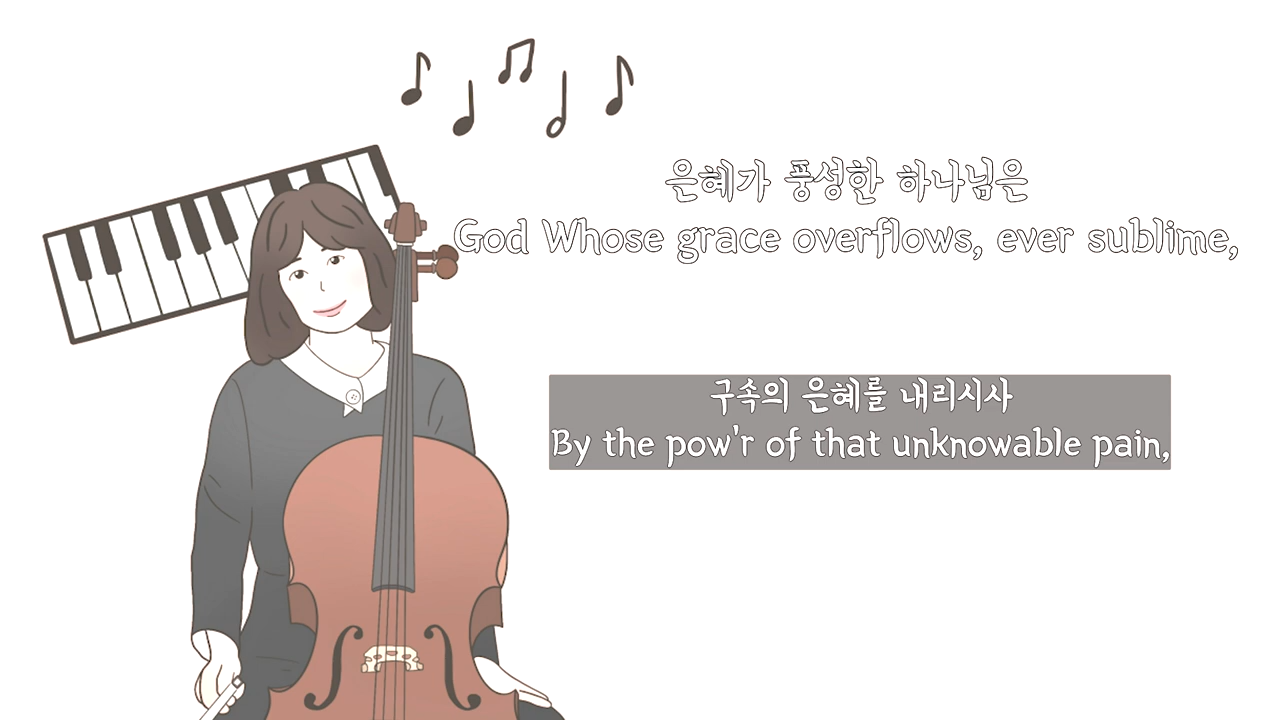 은혜가 풍성한 하나님은
God Whose grace overflows, ever sublime,
구속의 은혜를 내리시사
By the pow'r of that unknowable pain,